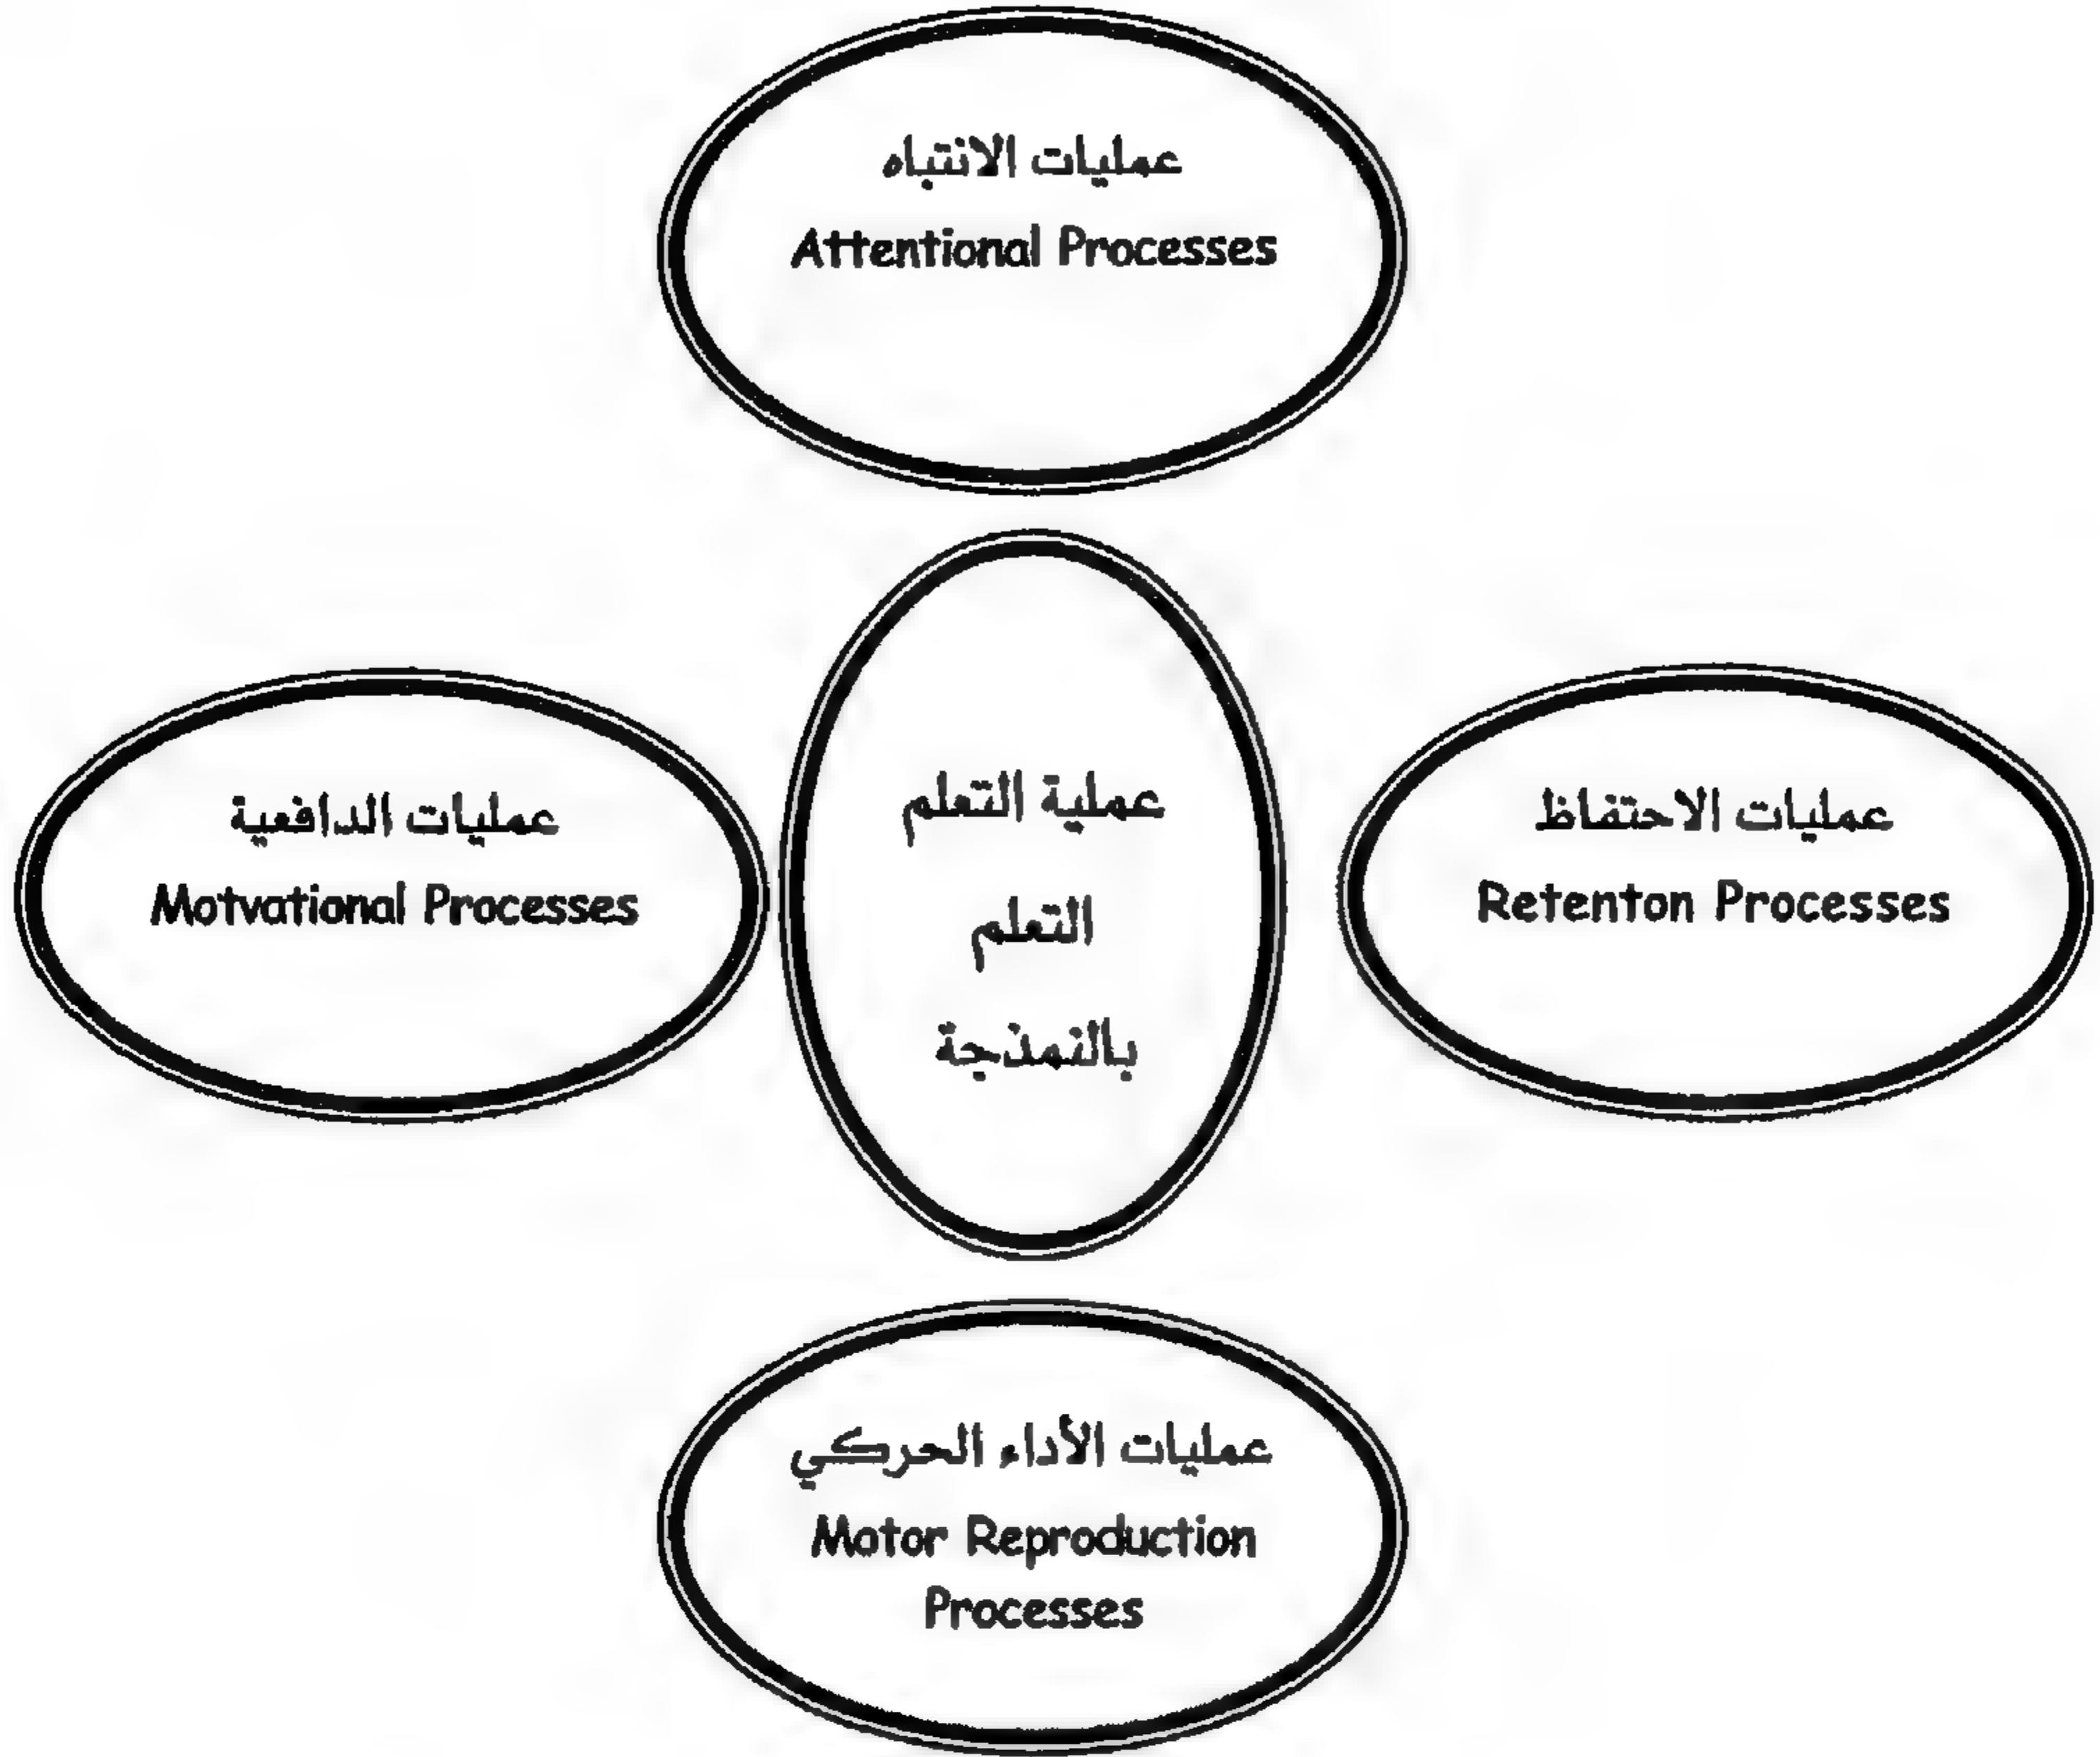 عمليات الانتباه
Attentional Processes
عمليات الاحتفاظ
Retenton Processes
عملية التعلم
التعلم
بالنمذجة
عمليات الدافعية
Motvational Processes
عمليات الأداء الحركي
Motor Reproduction
Processes